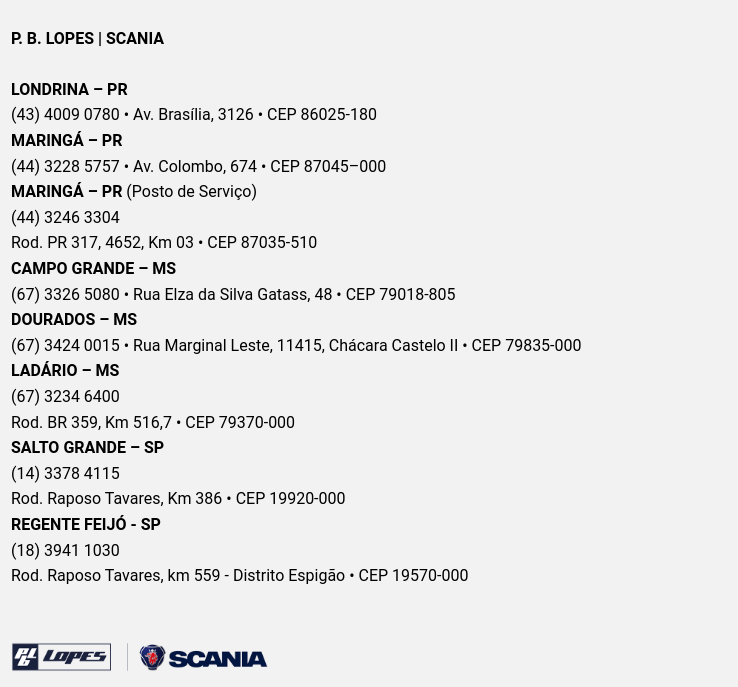 P. B. LOPES | SCANIA
LONDRINA – PR
(43) 4009 0780 • Av. Brasília, 3126 • CEP 86025-180
MARINGÁ – PR
(44) 3228 5757 • Av. Colombo, 674 • CEP 87045–000
MARINGÁ – PR (Posto de Serviço)
(44) 3246 3304
Rod. PR 317, 4652, Km 03 • CEP 87035-510
CAMPO GRANDE – MS
(67) 3326 5080 • Rua Elza da Silva Gatass, 48 • CEP 79018-805
DOURADOS – MS
(67) 3424 0015 • Rua Marginal Leste, 11415, Chácara Castelo II • CEP 79835-000
LADÁRIO – MS
(67) 3234 6400
Rod. BR 359, Km 516,7 • CEP 79370-000
SALTO GRANDE – SP
(14) 3378 4115
Rod. Raposo Tavares, Km 386 • CEP 19920-000
REGENTE FEIJÓ - SP
(18) 3941 1030
Rod. Raposo Tavares, km 559 - Distrito Espigão • CEP 19570-000
P.B. LOPES SCANIA